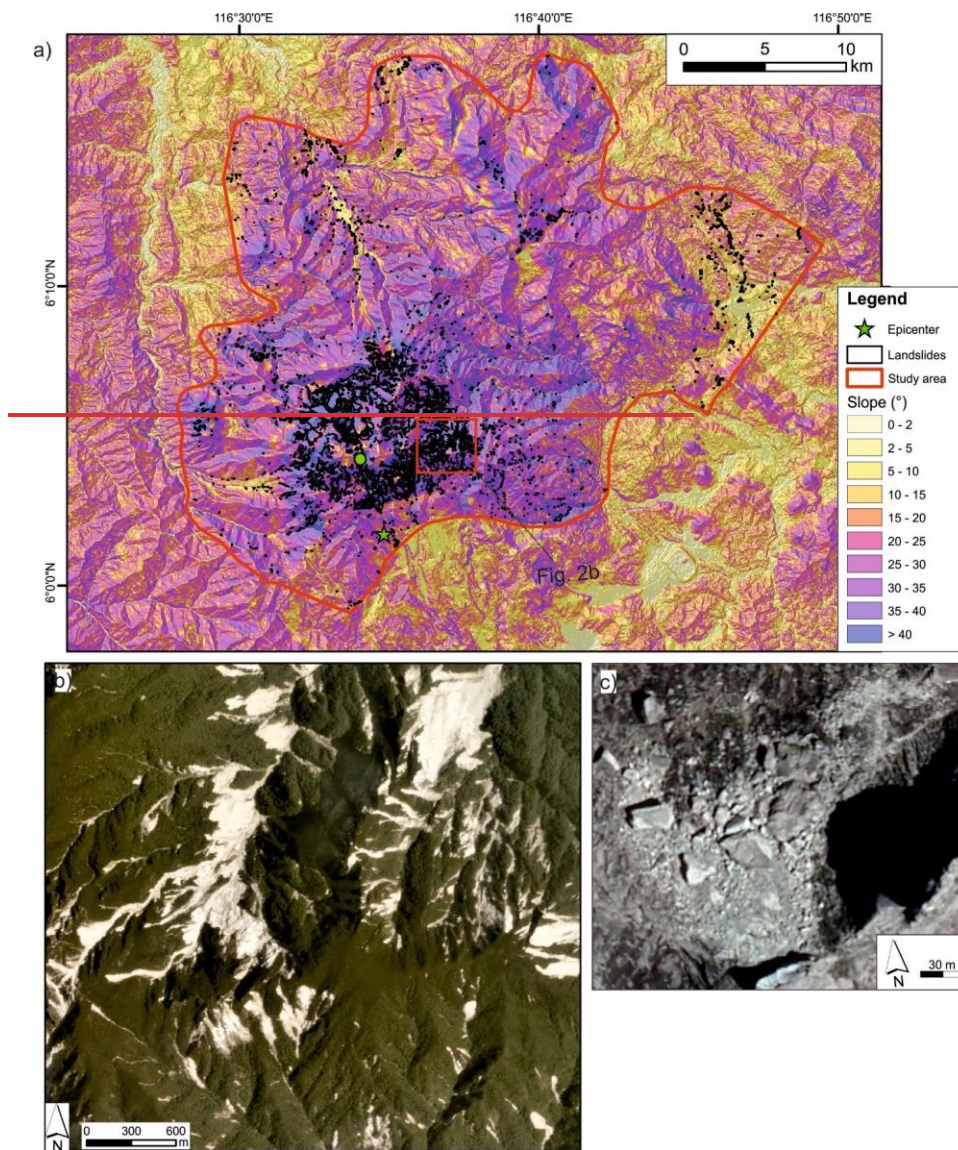 116°30'0"E
116°40'0"E
116°50'0"E
a)
0 5 10
km
6°10'0"N
6°0'0"N
Fig. 2b
Legend
Epicenter
Landslides
Study area
Slope (°)
0 - 2
2 - 5
5 - 10
10 - 15
15 - 20
20 - 25
25 - 30
30 - 35
35 - 40
> 40
b)
N
0 300 600
m
c)
N
30 m